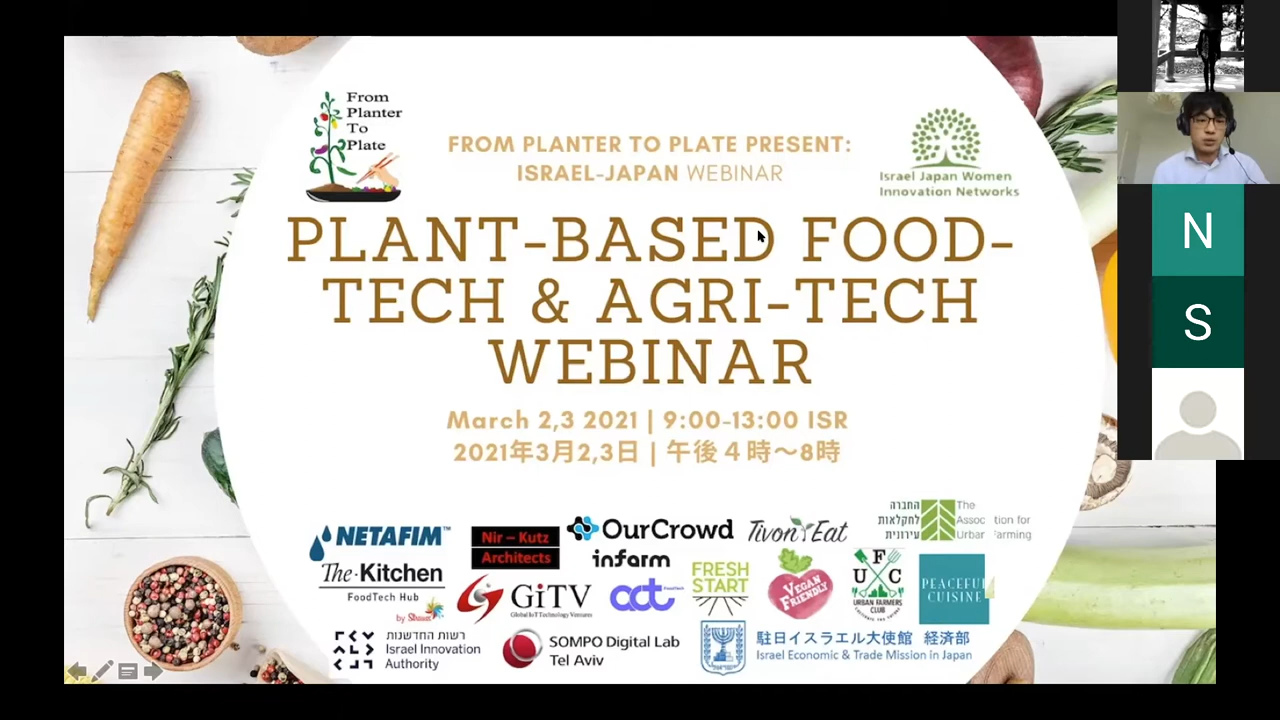 From
Planter
To
Plate
FROM PLANTER TO PLATE PRESENT:
ISRAEL-JAPAN WEBINAR
Israel Japan Women
Innovation Networks
PLANT-BASED FOOD-
TECH & AGRI-TECH
WEBINAR
March 2,3 2021 | 9:00-13:00 ISR
2021年3月2,3日 | 午後4時〜8時
NETAFIM™
Nir – Kutz
Architects
OurCrowd
infarm
Tivon Eat
החברה
לחקלאות
עירונית
The
Association for
Urban Farming
The Kitchen
FoodTech Hub
by Strauss
GiTV
Global IoT Technology Ventures
act FoodTech
FRESH
START
VEGAN
FRIENDLY
UFC
URBAN FARMERS
CLUB
PEACEFUL
CUISINE
רשות החדשנות
Israel Innovation
Authority
SOMPO Digital Lab
Tel Aviv
駐日イスラエル大使館 経済部
Israel Economic & Trade Mission in Japan
N
S